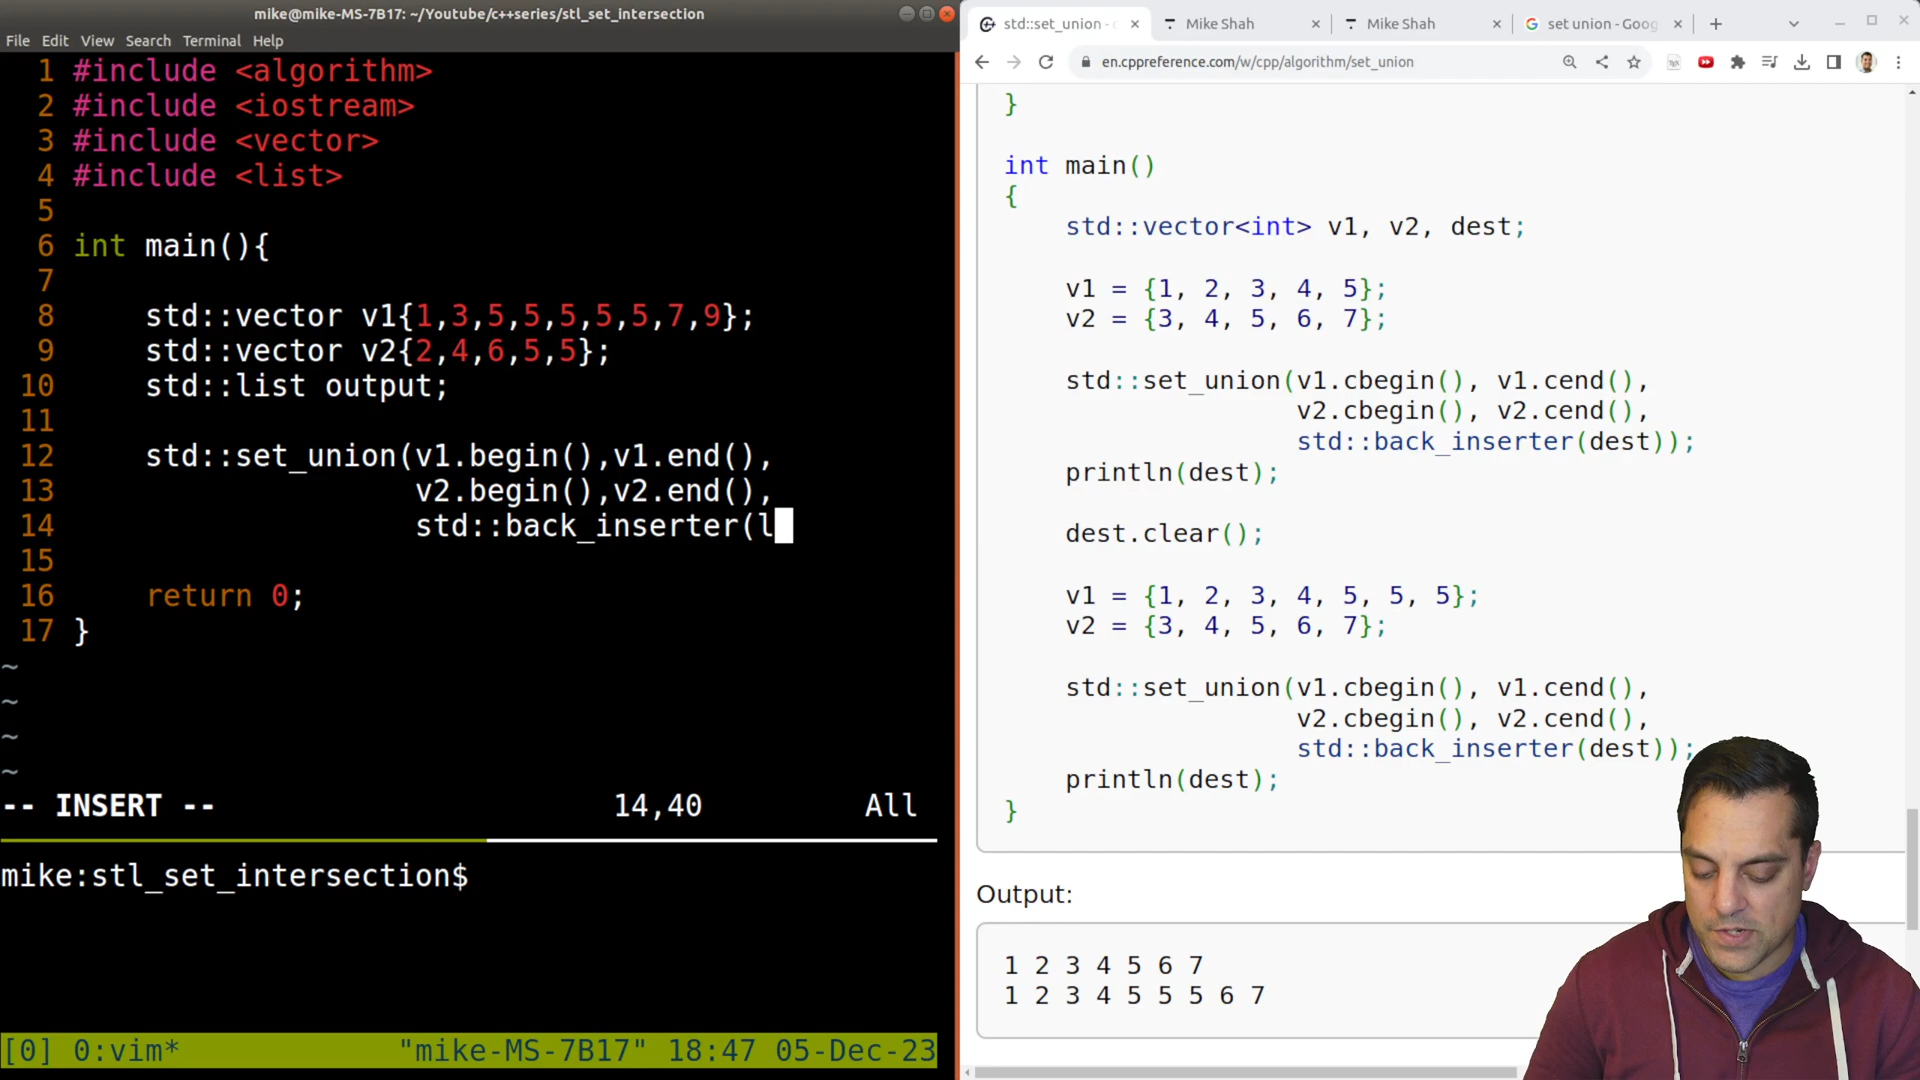 mike@mike-MS-7B17: ~/Youtube/c++series/stl_set_intersection
File Edit View Search Terminal Help
1 #include <algorithm>
2 #include <iostream>
3 #include <vector>
4 #include <list>
5
6 int main(){
7
8 std::vector v1{1,3,5,5,5,5,5,7,9};
9 std::vector v2{2,4,6,5,5};
10 std::list output;
11
12 std::set_union(v1.begin(),v1.end(),
13 v2.begin(),v2.end(),
14 std::back_inserter(l
15
16 return 0;
17 }
~
~
~
~
-- INSERT -- 14,40 All
mike:stl_set_intersection$
[0] 0:vim* "mike-MS-7B17" 18:47 05-Dec-23
std::set_union - c
Mike Shah
Mike Shah
set union - Goog
en.cppreference.com/w/cpp/algorithm/set_union
}
int main()
{
std::vector<int> v1, v2, dest;
v1 = {1, 2, 3, 4, 5};
v2 = {3, 4, 5, 6, 7};
std::set_union(v1.cbegin(), v1.cend(),
v2.cbegin(), v2.cend(),
std::back_inserter(dest));
println(dest);
dest.clear();
v1 = {1, 2, 3, 4, 5, 5, 5};
v2 = {3, 4, 5, 6, 7};
std::set_union(v1.cbegin(), v1.cend(),
v2.cbegin(), v2.cend(),
std::back_inserter(dest));
println(dest);
}
Output:
1 2 3 4 5 6 7
1 2 3 4 5 5 5 6 7